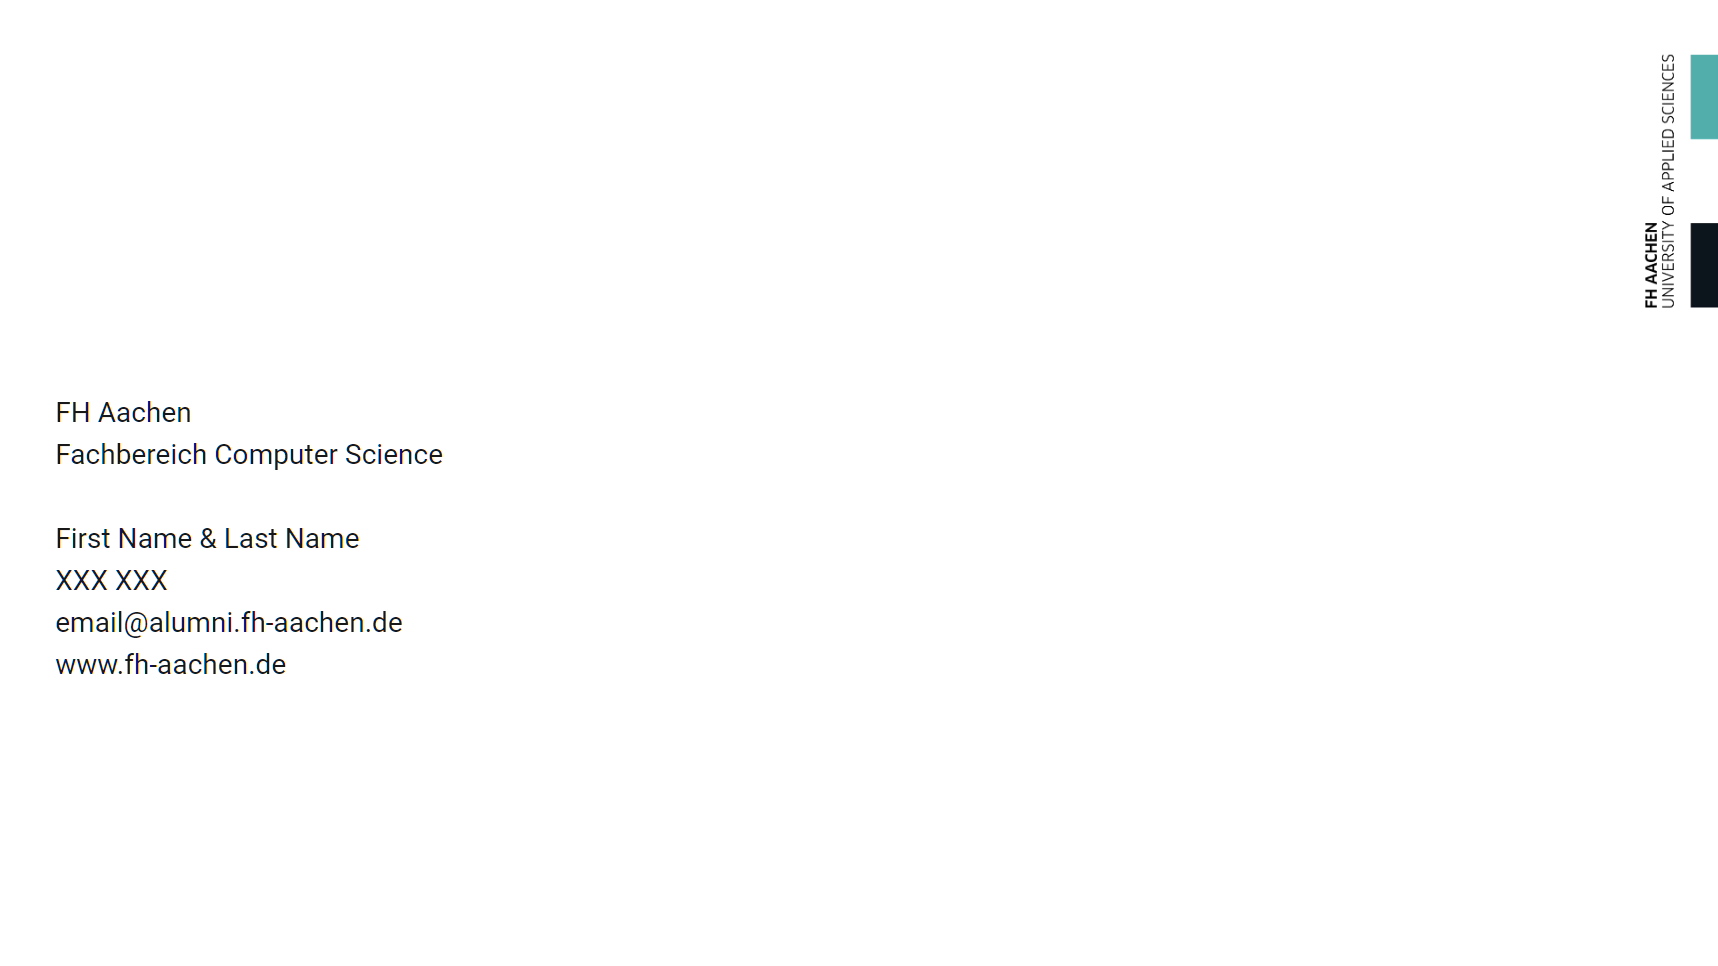 FH AACHEN
UNIVERSITY OF APPLIED SCIENCES
FH Aachen
Fachbereich Computer Science
First Name & Last Name
XXX XXX
email@alumni.fh-aachen.de
www.fh-aachen.de